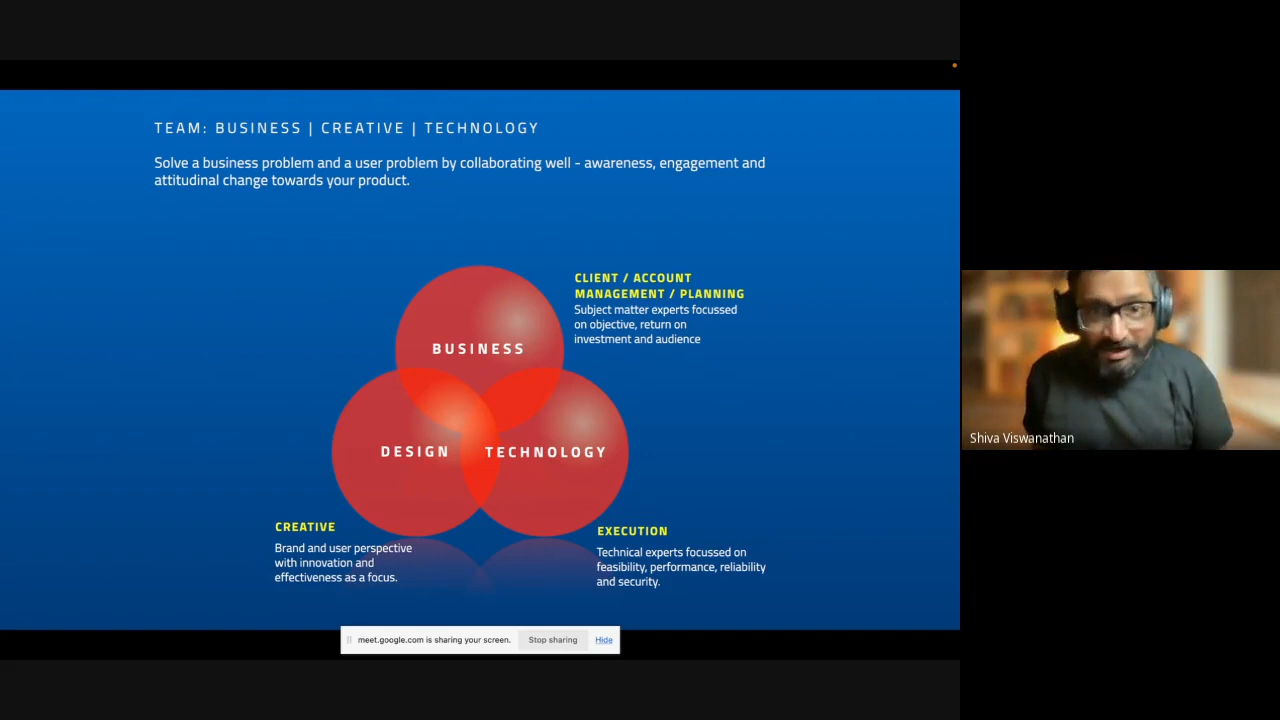 TEAM: BUSINESS | CREATIVE | TECHNOLOGY
Solve a business problem and a user problem by collaborating well - awareness, engagement and
attitudinal change towards your product.
CLIENT / ACCOUNT
MANAGEMENT / PLANNING
Subject matter experts focussed
on objective, return on
investment and audience
BUSINESS
DESIGN
TECHNOLOGY
CREATIVE
Brand and user perspective
with innovation and
effectiveness as a focus.
EXECUTION
Technical experts focussed on
feasibility, performance, reliability
and security.
meet.google.com is sharing your screen.
Stop sharing
Hide
Shiva Viswanathan